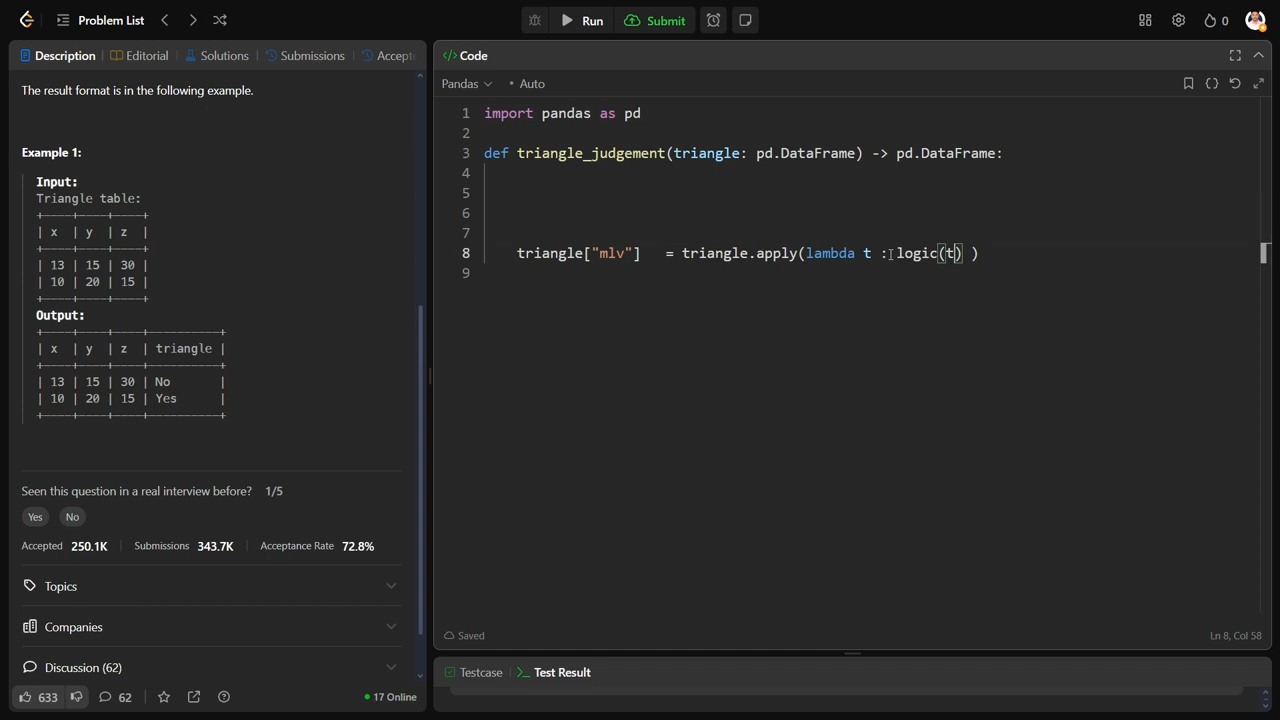 Problem List
Run
Submit
0
Description
Editorial
Solutions
Submissions
Accept
The result format is in the following example.
Example 1:
Input:
Triangle table:
+----+----+----+
| x | y | z |
+----+----+----+
| 13 | 15 | 30 |
| 10 | 20 | 15 |
+----+----+----+
Output:
+----+----+----+----------+
| x | y | z | triangle |
+----+----+----+----------+
| 13 | 15 | 30 | No |
| 10 | 20 | 15 | Yes |
+----+----+----+----------+
Seen this question in a real interview before? 1/5
Yes No
Accepted 250.1K Submissions 343.7K Acceptance Rate 72.8%
Topics
Companies
Discussion (62)
633 62 17 Online
</> Code
Pandas Auto
1 import pandas as pd
2
3 def triangle_judgement(triangle: pd.DataFrame) -> pd.DataFrame:
4
5
6
7
8 triangle["mlv"] = triangle.apply(lambda t :logic(t) )
9
Saved
Ln 8, Col 58
Testcase
>_ Test Result